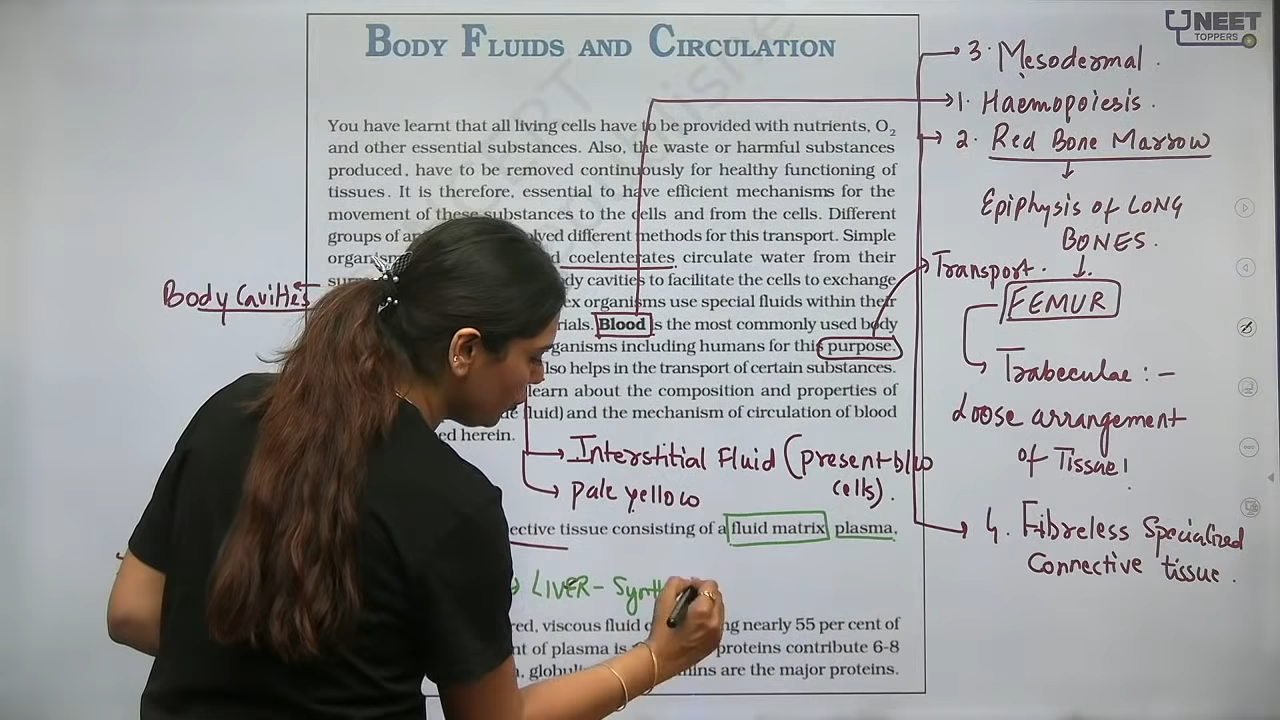 BODY FLUIDS AND CIRCULATION
You have learnt that all living cells have to be provided with nutrients, O2
and other essential substances. Also, the waste or harmful substances
produced, have to be removed continuously for healthy functioning of
tissues. It is therefore, essential to have efficient mechanisms for the
movement of these substances to the cells and from the cells. Different
groups of different methods for this transport. Simple
coelenterates circulate water from their
cavities to facilitate the cells to exchange
organisms use special fluids within their
Blood is the most commonly used body
including humans for this purpose.
also helps in the transport of certain substances.
learn about the composition and properties of
fluid) and the mechanism of circulation of blood
herein.
Body Cavities
Interstitial Fluid (present b/w
cells).
Pale yellow
tissue consisting of a fluid matrix, plasma,
LIVER -
viscous fluid nearly 55 per cent of
of plasma is proteins contribute 6-8
are the major proteins.
NEET
TOPPERS
3. Mesodermal.
1. Haemopoiesis.
2. Red Bone Marrow
Epiphysis of LONG
BONES.
Transport.
FEMUR
Trabeculae :-
Loose arrangement
of Tissue!
4. Fibreless Specialized
Connective tissue.